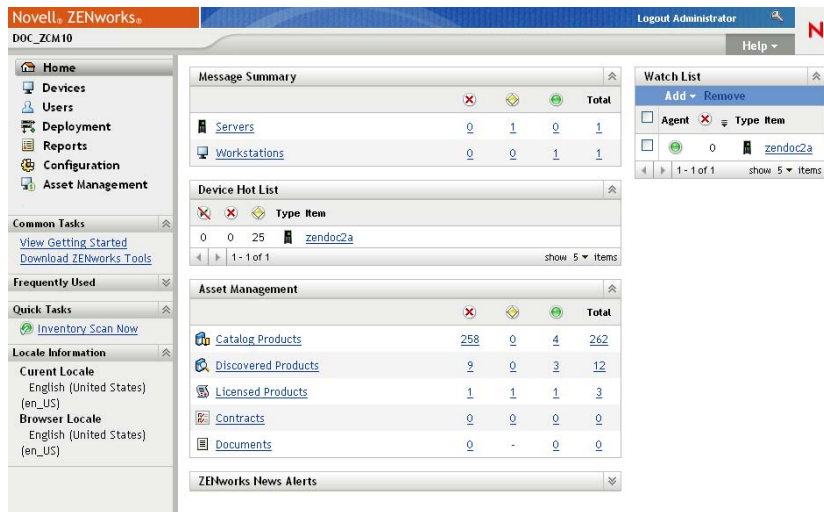 Novell® ZENworks®
Logout Administrator
N
DOC_ZCM10
Help
Home
Devices
Users
Deployment
Reports
Configuration
Asset Management
Common Tasks
View Getting Started
Download ZENworks Tools
Frequently Used
Quick Tasks
Inventory Scan Now
Locale Information
Curent Locale
English (United States)
(en_US)
Browser Locale
English (United States)
(en_US)
Message Summary
Total
Servers 0 1 0 1
Workstations 0 0 1 1
Device Hot List
Type Item
0 0 25 zendoc2a
1 - 1 of 1 show 5 items
Asset Management
Total
Catalog Products 258 0 4 262
Discovered Products 9 0 3 12
Licensed Products 1 1 1 3
Contracts 0 0 0 0
Documents 0 - 0 0
ZENworks News Alerts
Watch List
Add Remove
Agent Type Item
0 zendoc2a
1 - 1 of 1 show 5 items